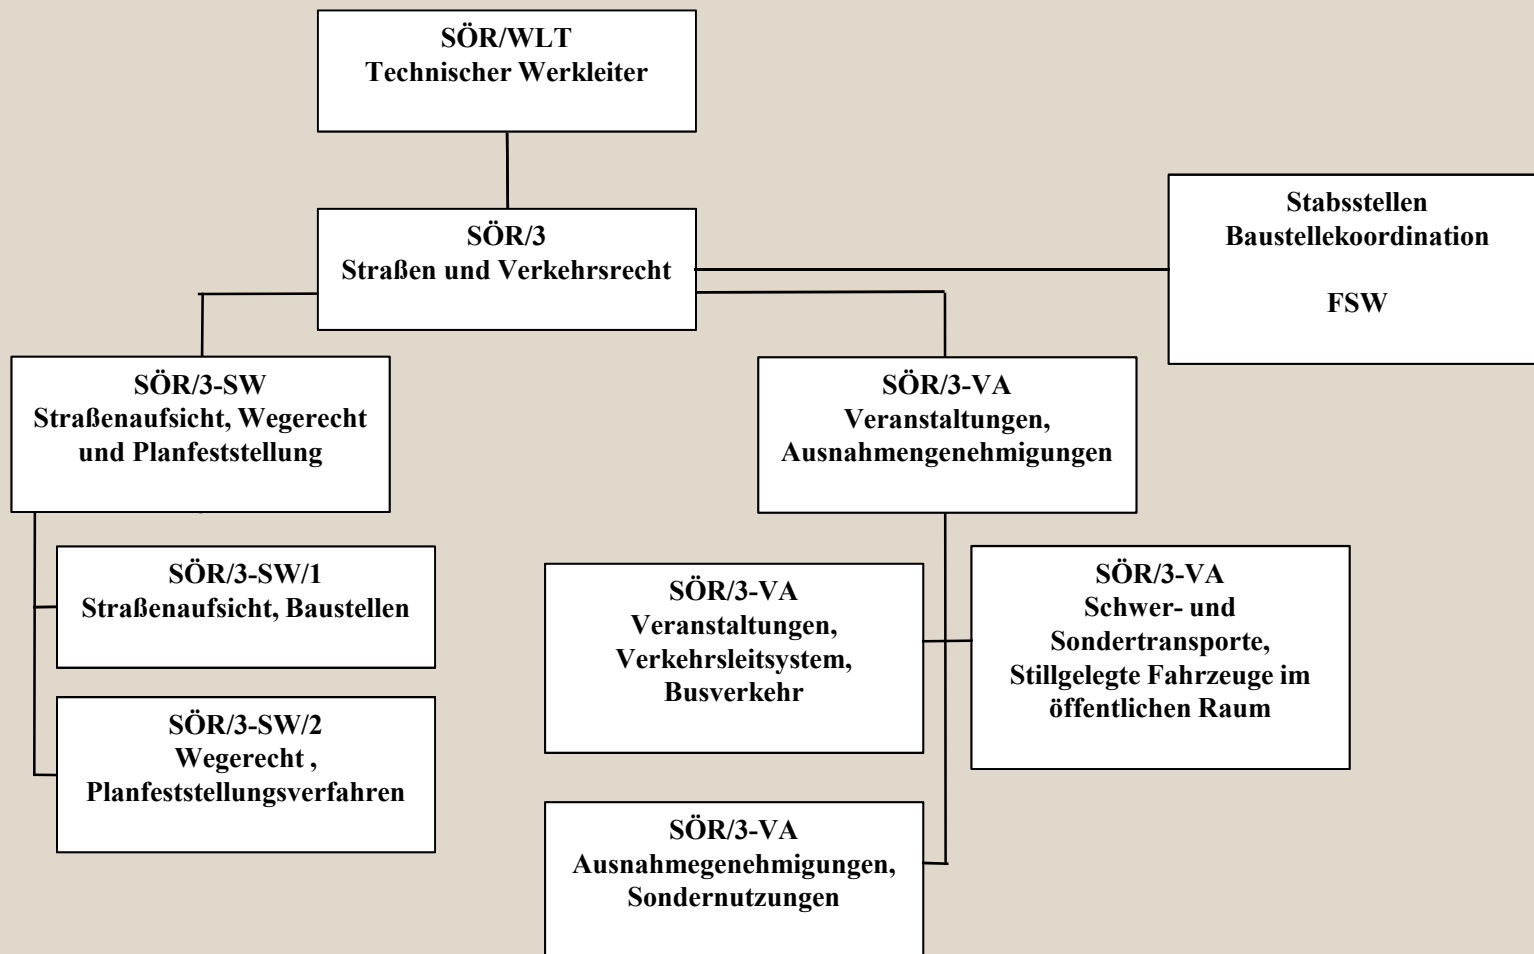 SÖR/WLT
Technischer Werkleiter
SÖR/3
Straßen und Verkehrsrecht
Stabsstellen
Baustellekoordination
FSW
SÖR/3-SW
Straßenaufsicht, Wegerecht
und Planfeststellung
SÖR/3-VA
Veranstaltungen,
Ausnahmengenehmigungen
SÖR/3-SW/1
Straßenaufsicht, Baustellen
SÖR/3-VA
Veranstaltungen,
Verkehrsleitsystem,
Busverkehr
SÖR/3-VA
Schwer- und
Sondertransporte,
Stillgelegte Fahrzeuge im
öffentlichen Raum
SÖR/3-SW/2
Wegerecht ,
Planfeststellungsverfahren
SÖR/3-VA
Ausnahmegenehmigungen,
Sondernutzungen